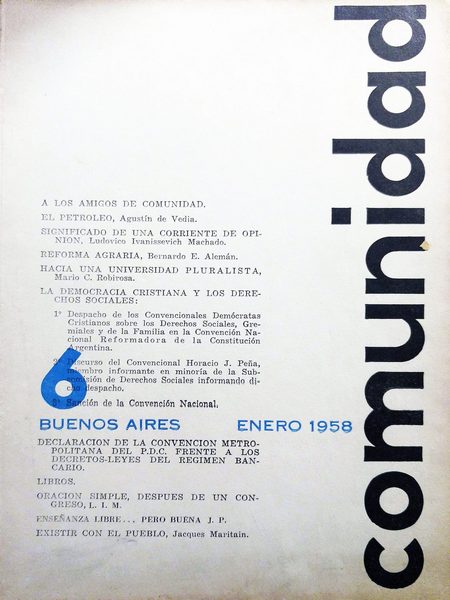 comunidad
A LOS AMIGOS DE COMUNIDAD.
EL PETROLEO, Agustín de Vedia.
SIGNIFICADO DE UNA CORRIENTE DE OPI-
NION, Ludovico Ivanissevich Machado.
REFORMA AGRARIA, Bernardo E. Alemán.
HACIA UNA UNIVERSIDAD PLURALISTA,
Mario C. Robirosa.
LA DEMOCRACIA CRISTIANA Y LOS DERE-
CHOS SOCIALES:
1º Despacho de los Convencionales Demócratas
Cristianos sobre los Derechos Sociales, Gre-
miales y de la Familia en la Convención Na-
cional Reformadora de la Constitución
Argentina.
2º Discurso del Convencional Horacio J. Peña,
miembro informante en minoría de la Sub-
comisión de Derechos Sociales informando di-
cho despacho.
3º Sanción de la Convención Nacional.
6
BUENOS AIRES ENERO 1958
DECLARACION DE LA CONVENCION METRO-
POLITANA DEL P.D.C. FRENTE A LOS
DECRETOS-LEYES DEL REGIMEN BAN-
CARIO.
LIBROS.
ORACION SIMPLE, DESPUES DE UN CON-
GRESO, L. I. M.
ENSEÑANZA LIBRE... PERO BUENA J. P.
EXISTIR CON EL PUEBLO, Jacques Maritain.